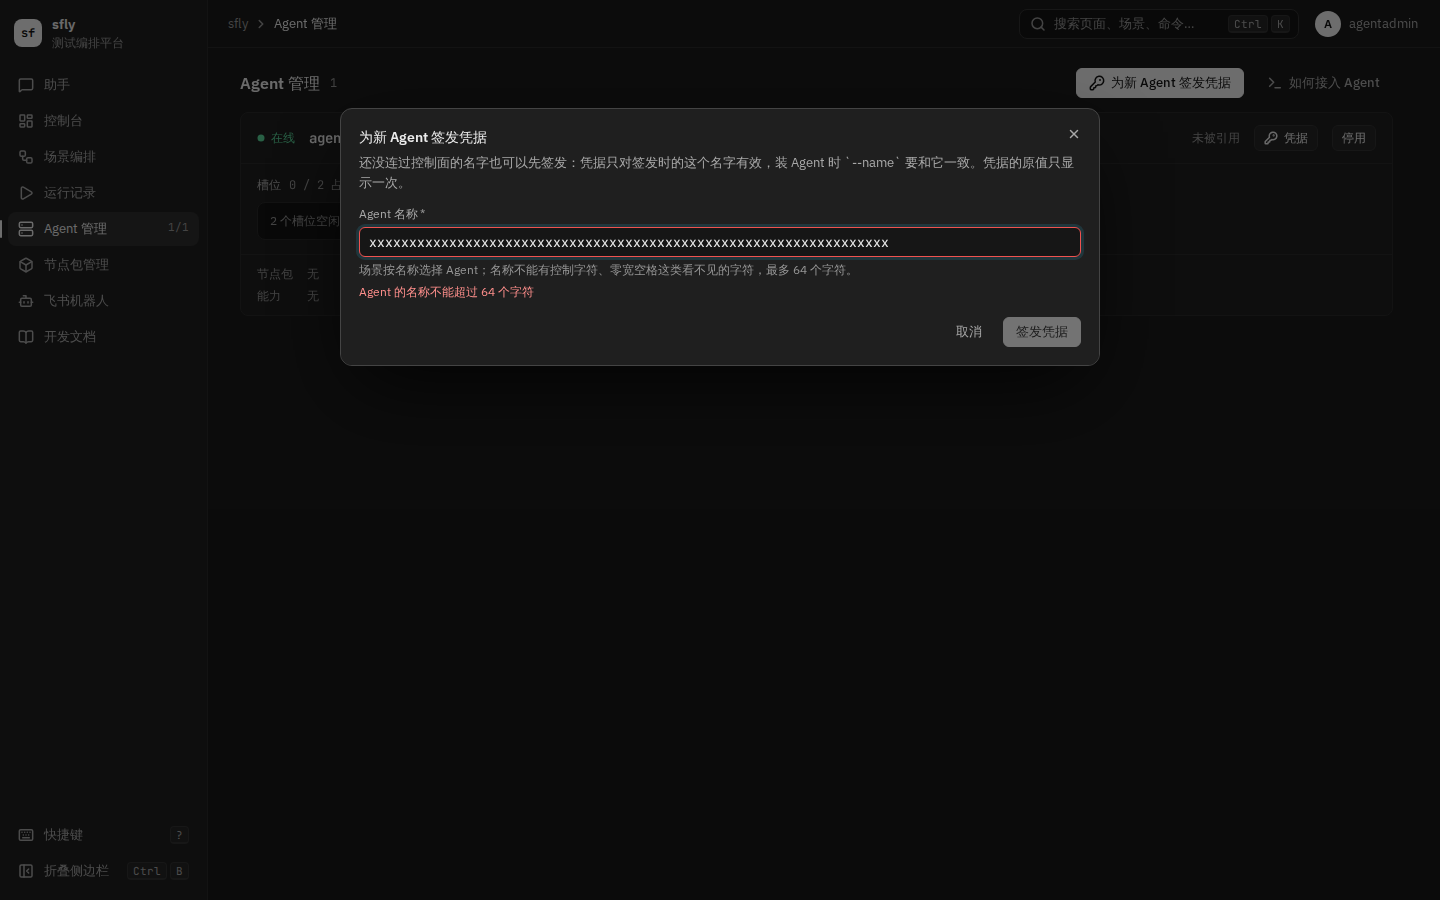 sf
sfly
测试编排平台
助手
控制台
场景编排
运行记录
Agent 管理 1/1
节点包管理
飞书机器人
开发文档
快捷键 ?
折叠侧边栏 Ctrl B
sfly > Agent 管理
搜索页面、场景、命令... Ctrl K
A agentadmin
Agent 管理 1
为新 Agent 签发凭据
如何接入 Agent
在线 agen
未被引用 凭据 停用
槽位 0 / 2 占
2 个槽位空闲
节点包 无
能力 无
为新 Agent 签发凭据
还没连过控制面的名字也可以先签发：凭据只对签发时的这个名字有效，装 Agent 时 `--name` 要和它一致。凭据的原值只显
示一次。
Agent 名称 *
xxxxxxxxxxxxxxxxxxxxxxxxxxxxxxxxxxxxxxxxxxxxxxxxxxxxxxxxxxxxxxxxx
场景按名称选择 Agent；名称不能有控制字符、零宽空格这类看不见的字符，最多 64 个字符。
Agent 的名称不能超过 64 个字符
取消
签发凭据